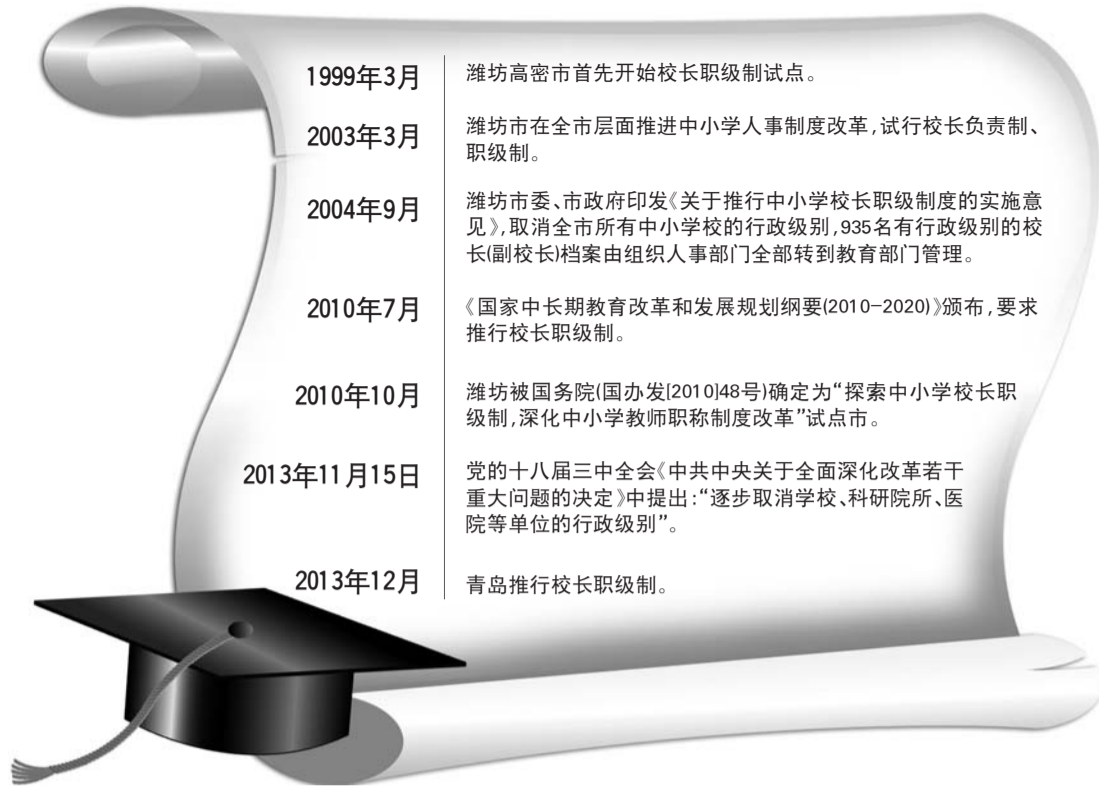 1999年3月
潍坊高密市首先开始校长职级制试点。
2003年3月
潍坊市在全市层面推进中小学人事制度改革,试行校长负责制、
职级制。
2004年9月
潍坊市委、市政府印发《关于推行中小学校长职级制度的实施意
见》,取消全市所有中小学校的行政级别,935名有行政级别的校
长(副校长)档案由组织人事部门全部转到教育部门管理。
2010年7月
《国家中长期教育改革和发展规划纲要(2010-2020)》颁布,要求
推行校长职级制。
2010年10月
潍坊被国务院(国办发[2010]48号)确定为“探索中小学校长职
级制,深化中小学教师职称制度改革”试点市。
2013年11月15日
党的十八届三中全会《中共中央关于全面深化改革若干
重大问题的决定》中提出:“逐步取消学校、科研院所、医
院等单位的行政级别”。
2013年12月
青岛推行校长职级制。